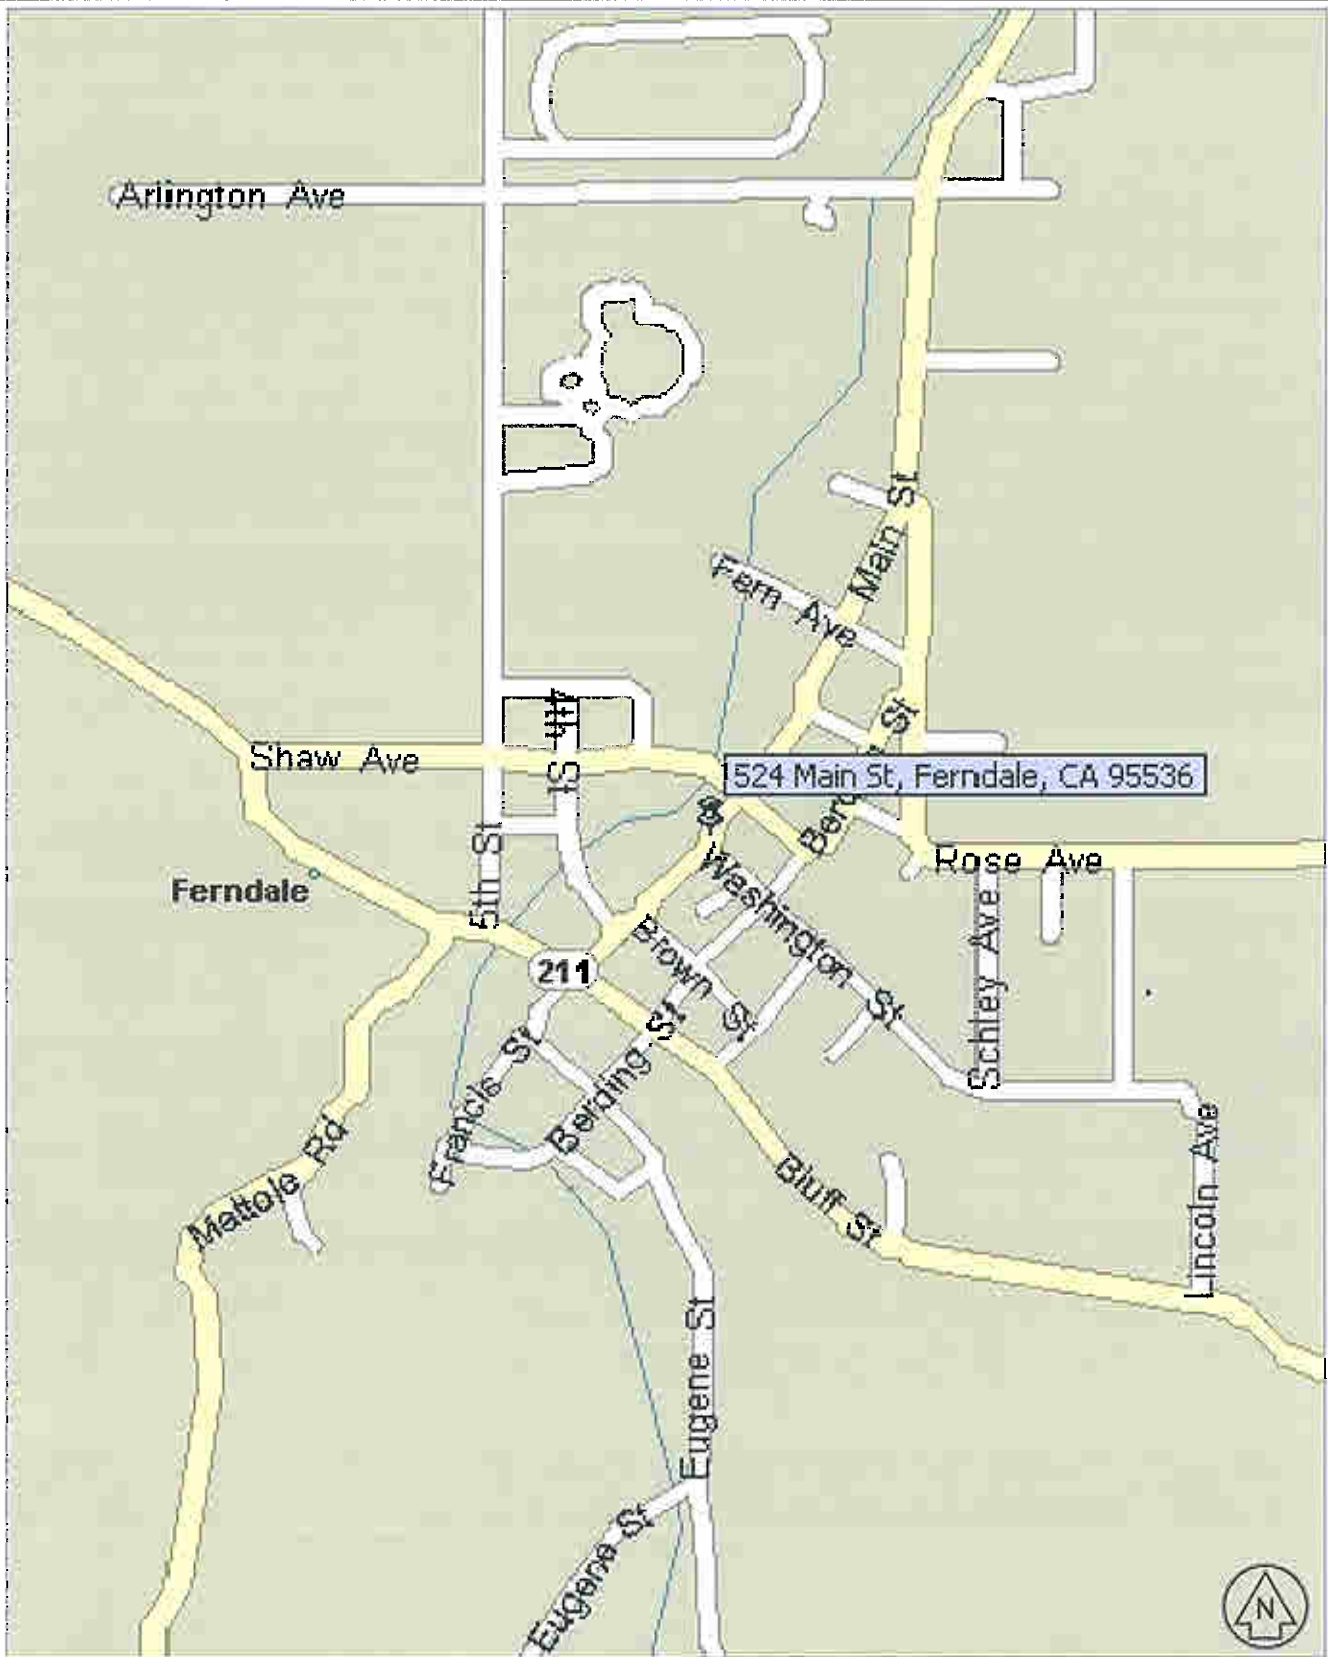 Arlington Ave
Main St
Fern Ave
4th St
Shaw Ave
524 Main St, Ferndale, CA 95536
St
Rose Ave
5th St
Washington St
Ferndale
Schley Ave
Brown St
211
Francis St
Berding St
Mattole Rd
Bluff St
Lincoln Ave
Eugene St
Eugene St
N